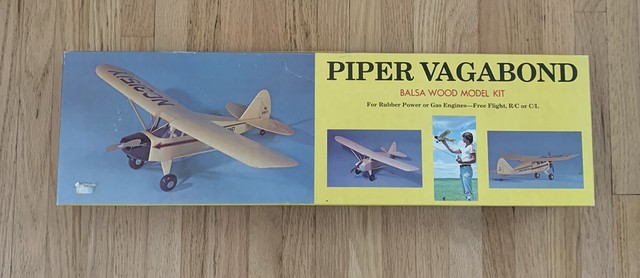 PIPER VAGABOND
BALSA WOOD MODEL KIT
For Rubber Power or Gas Engines—Free Flight, R/C or C/L